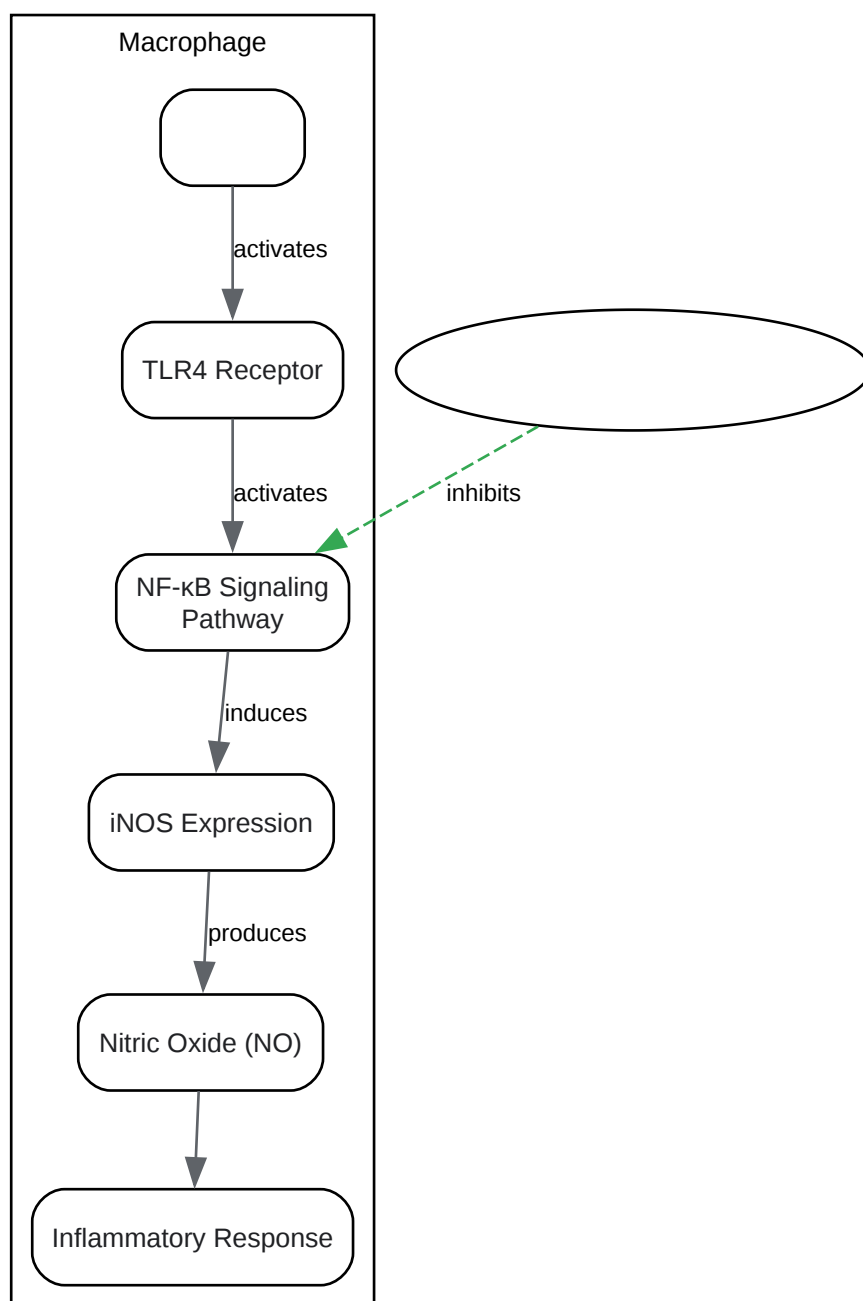 Macrophage
activates
TLR4 Receptor
activates
inhibits
NF-κB Signaling
Pathway
induces
iNOS Expression
produces
Nitric Oxide (NO)
Inflammatory Response